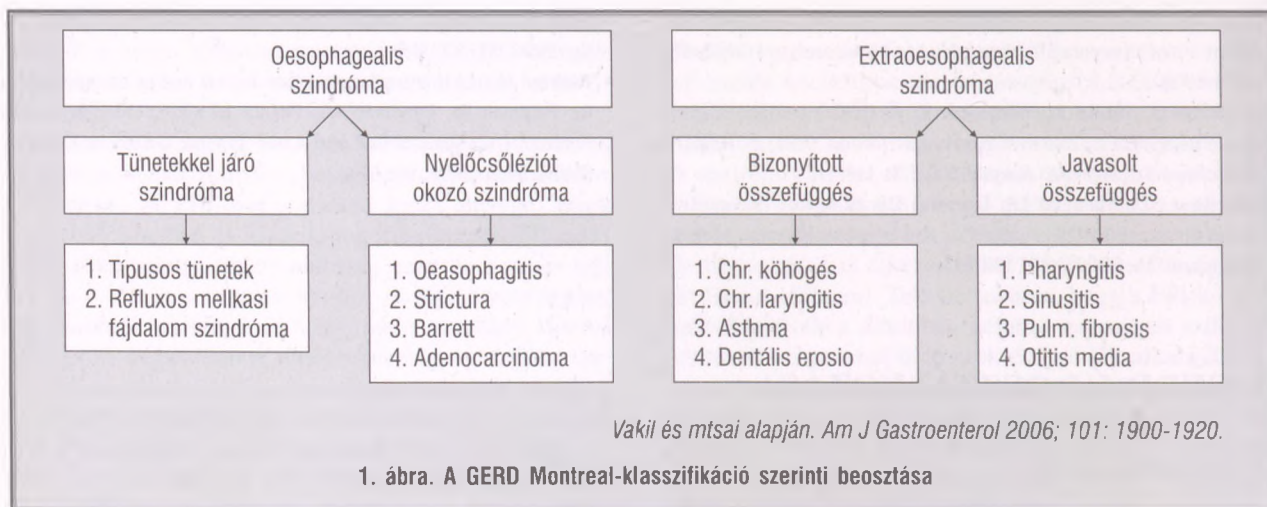 Oesophagealis
szindróma
Tünetekkel járó
szindróma
Nyelőcsőléziót
okozó szindróma
1. Típusos tünetek
2. Refluxos mellkasi
fájdalom szindróma
1. Oeasophagitis
2. Strictura
3. Barrett
4. Adenocarcinoma
Extraoesophagealis
szindróma
Bizonyított
összefüggés
Javasolt
összefüggés
1. Chr. köhögés
2. Chr. laryngitis
3. Asthma
4. Dentális erosio
1. Pharyngitis
2. Sinusitis
3. Pulm. fibrosis
4. Otitis media
Vakil és mtsai alapján. Am J Gastroenterol 2006; 101: 1900-1920.
1. ábra. A GERD Montreal-klasszifikáció szerinti beosztása